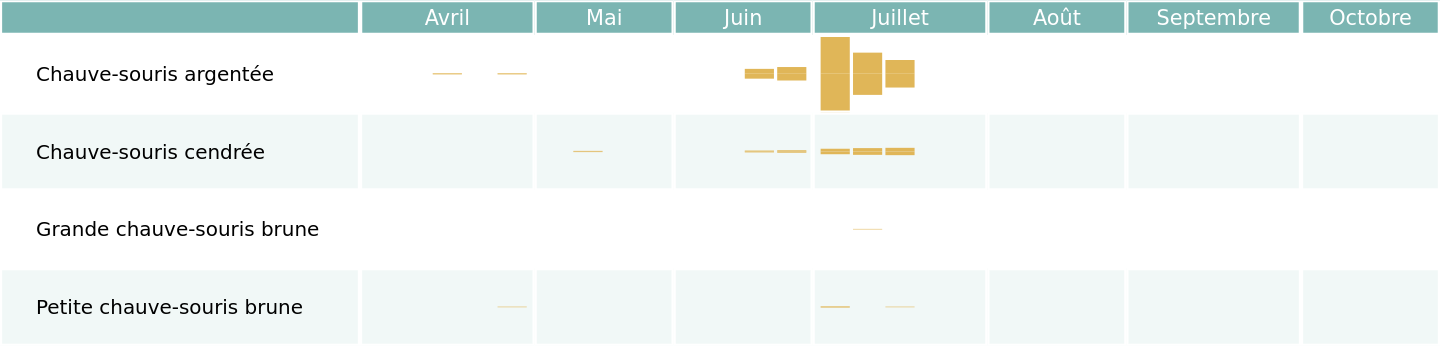 Avril Mai Juin Juillet Août Septembre Octobre
Chauve-souris argentée
Chauve-souris cendrée
Grande chauve-souris brune
Petite chauve-souris brune